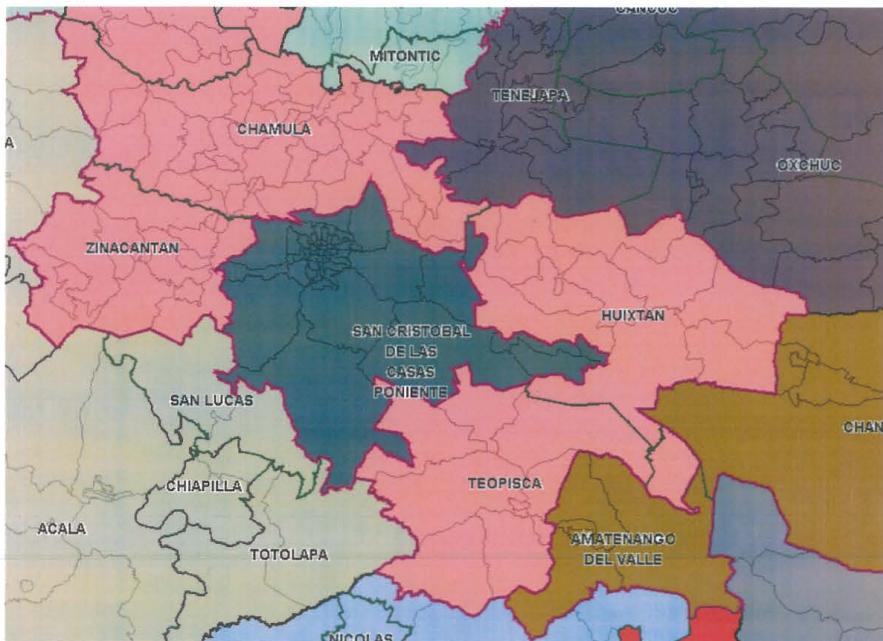 CANCUC
MITONTIC
TENEJAPA
CHAMULA
A
OXCHUC
ZINACANTAN
HUIXTAN
SAN CRISTOBAL
DE LAS
CASAS
PONIENTE
SAN LUCAS
CHAN
CHIAPILLA
TEOPISCA
ACALA
AMATENANGO
DEL VALLE
TOTOLAPA
NICOLAS